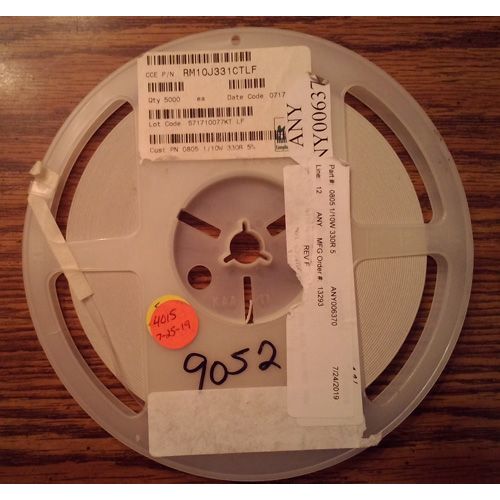 CCE P/N RM10J331CTLF
Qty 5000 ea Date Code 0717
Lot Code 571710077KT LF
Cust PN 0805 1/10W 330R 5%
ANY
Part #: 0805 1/10W 330R 5 ANY006370
Line: 12 ANY MFG Order #: 13293 7/24/2019
REV F
4015
7-25-19
9052